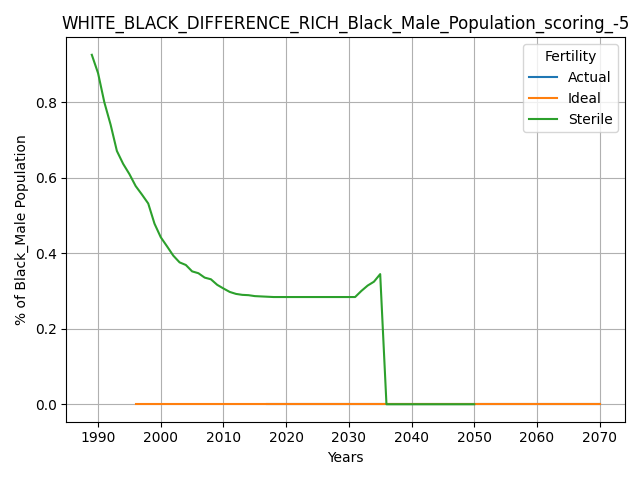 WHITE_BLACK_DIFFERENCE_RICH_Black_Male_Population_scoring_-5
Fertility
Actual
Ideal
Sterile
% of Black_Male Population
0.8
0.6
0.4
0.2
0.0
1990 2000 2010 2020 2030 2040 2050 2060 2070
Years